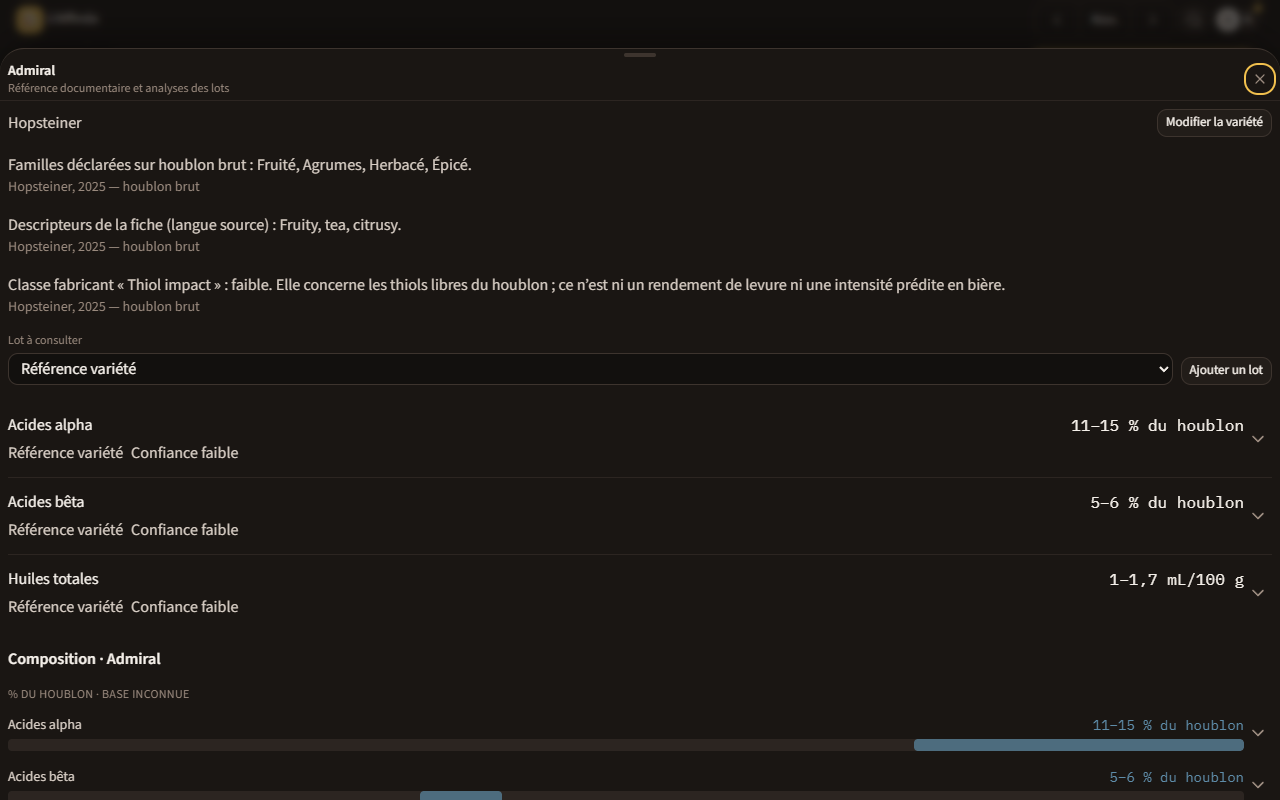 Admiral
Référence documentaire et analyses des lots
Hopsteiner
Modifier la variété
Familles déclarées sur houblon brut : Fruité, Agrumes, Herbacé, Épicé.
Hopsteiner, 2025 — houblon brut
Descripteurs de la fiche (langue source) : Fruity, tea, citrusy.
Hopsteiner, 2025 — houblon brut
Classe fabricant « Thiol impact » : faible. Elle concerne les thiols libres du houblon ; ce n’est ni un rendement de levure ni une intensité prédite en bière.
Hopsteiner, 2025 — houblon brut
Lot à consulter
Référence variété
Ajouter un lot
Acides alpha
11–15 % du houblon
Référence variété Confiance faible
Acides bêta
5–6 % du houblon
Référence variété Confiance faible
Huiles totales
1–1,7 mL/100 g
Référence variété Confiance faible
Composition · Admiral
% DU HOUBLON · BASE INCONNUE
Acides alpha
11–15 % du houblon
Acides bêta
5–6 % du houblon